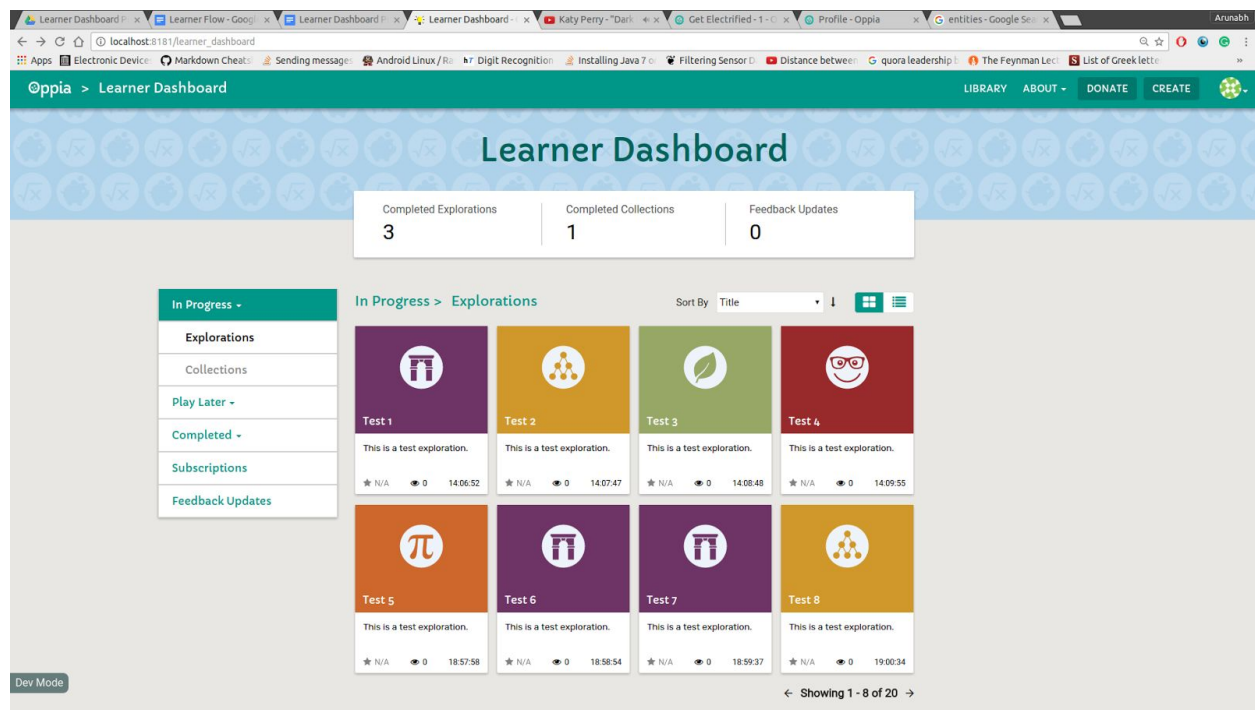 Learner Dashboard P
Learner Flow - Googl
Learner Dashboard P
Learner Dashboard -
Katy Perry - "Dark
Get Electrified - 1 -
Profile - Oppia
entities - Google Sea
Arunabh
localhost:8181/learner_dashboard
Apps
Electronic Device
Markdown Cheats
Sending messages
Android Linux / Ra
Digit Recognition
Installing Java 7 o
Filtering Sensor D
Distance between
quora leadership b
The Feynman Lect
List of Greek lette
Oppia > Learner Dashboard
LIBRARY ABOUT DONATE CREATE
Learner Dashboard
Completed Explorations Completed Collections Feedback Updates
3 1 0
In Progress
Explorations
Collections
Play Later
Completed
Subscriptions
Feedback Updates
In Progress > Explorations
Sort By Title
Test 1 Test 2 Test 3 Test 4
This is a test exploration. This is a test exploration. This is a test exploration. This is a test exploration.
N/A 0 14:06:52 N/A 0 14:07:47 N/A 0 14:08:48 N/A 0 14:09:55
π
Test 5 Test 6 Test 7 Test 8
This is a test exploration. This is a test exploration. This is a test exploration. This is a test exploration.
N/A 0 18:57:58 N/A 0 18:58:54 N/A 0 18:59:37 N/A 0 19:00:34
← Showing 1 - 8 of 20 →
Dev Mode